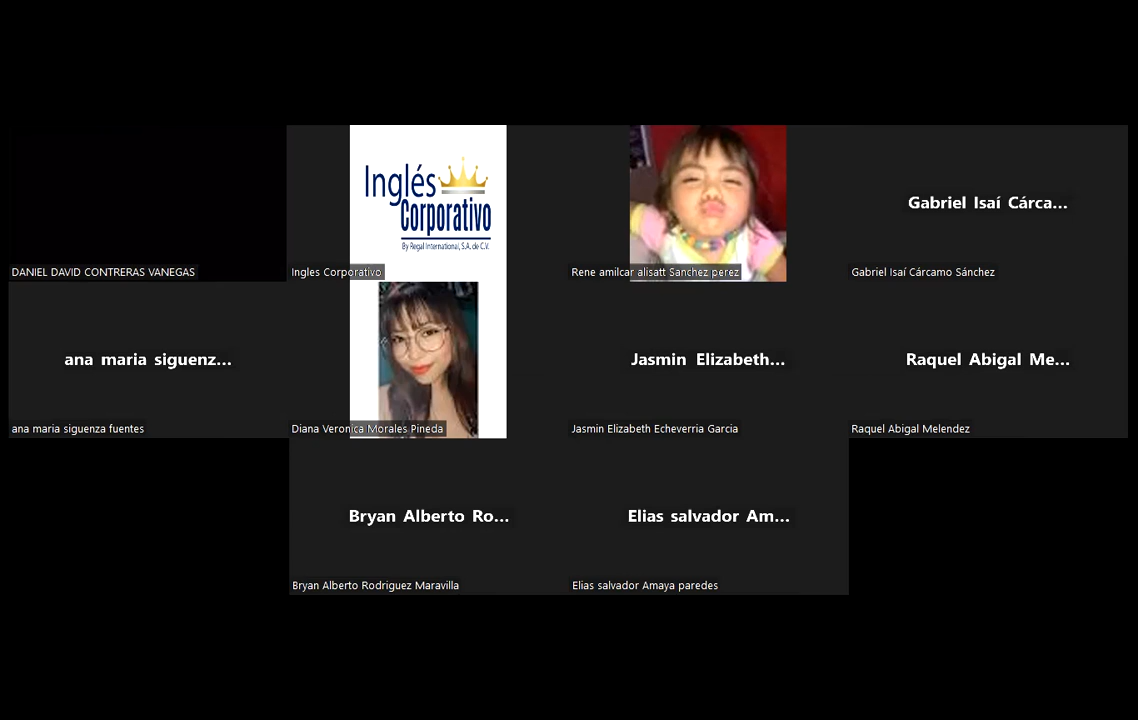 Inglés
Corporativo
By Regal International, S.A. de C.V.
Gabriel Isaí Cárca...
DANIEL DAVID CONTRERAS VANEGAS
Ingles Corporativo
Rene amilcar alisatt Sanchez perez
Gabriel Isaí Cárcamo Sánchez
ana maria siguenz...
Jasmin Elizabeth...
Raquel Abigal Me...
ana maria siguenza fuentes
Diana Veronica Morales Pineda
Jasmin Elizabeth Echeverria Garcia
Raquel Abigal Melendez
Bryan Alberto Ro...
Elias salvador Am...
Bryan Alberto Rodriguez Maravilla
Elias salvador Amaya paredes